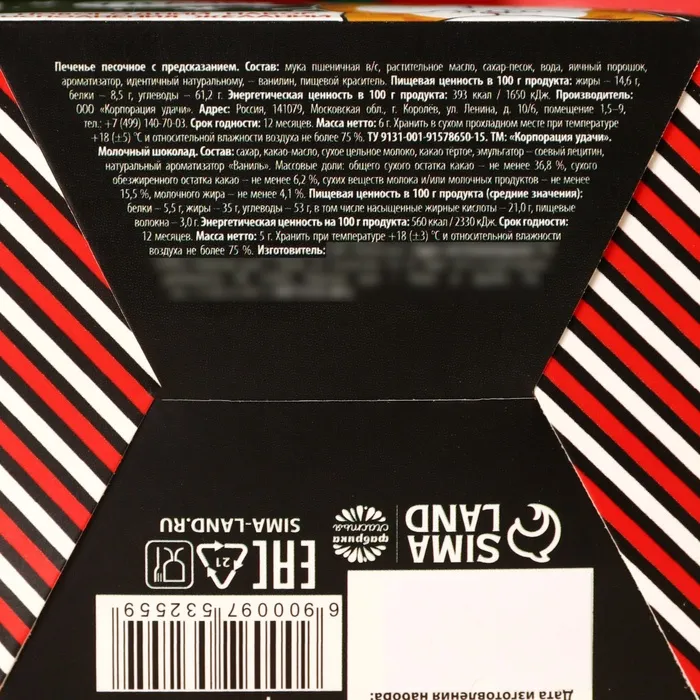 Печенье песочное с предсказанием. Состав: мука пшеничная в/с, растительное масло, сахар-песок, вода, яичный порошок,
ароматизатор, идентичный натуральному, – ванилин, пищевой краситель. Пищевая ценность в 100 г продукта: жиры – 14,6 г,
белки – 8,5 г, углеводы – 61,2 г. Энергетическая ценность в 100 г продукта: 393 ккал / 1650 кДж. Производитель:
ООО «Корпорация удачи». Адрес: Россия, 141079, Московская обл., г. Королёв, ул. Ленина, д. 10/6, помещение 1,5–9,
тел.: +7 (499) 140-70-03. Срок годности: 12 месяцев. Масса нетто: 6 г. Хранить в сухом прохладном месте при температуре
+18 (±5) °С и относительной влажности воздуха не более 75 %. ТУ 9131-001-91578650-15. ТМ: «Корпорация удачи».
Молочный шоколад. Состав: сахар, какао-масло, сухое цельное молоко, какао тёртое, эмульгатор – соевый лецитин,
натуральный ароматизатор «Ваниль». Массовые доли: общего сухого остатка какао – не менее 36,8 %, сухого
обезжиренного остатка какао – не менее 6,2 %, сухих веществ молока и/или молочных продуктов – не менее
15,5 %, молочного жира – не менее 4,1 %. Пищевая ценность в 100 г продукта (средние значения):
белки – 5,5 г, жиры – 35 г, углеводы – 53 г, в том числе насыщенные жирные кислоты – 21,0 г, пищевые
волокна – 3,0 г. Энергетическая ценность на 100 г продукта: 560 ккал / 2330 кДж. Срок годности:
12 месяцев. Масса нетто: 5 г. Хранить при температуре +18 (±3) °С и относительной влажности
воздуха не более 75 %. Изготовитель:
SIMA
LAND
фабрика
счастья
SIMA-LAND.RU
EAC
21
6 900097 532559
Дата изготовления набора: